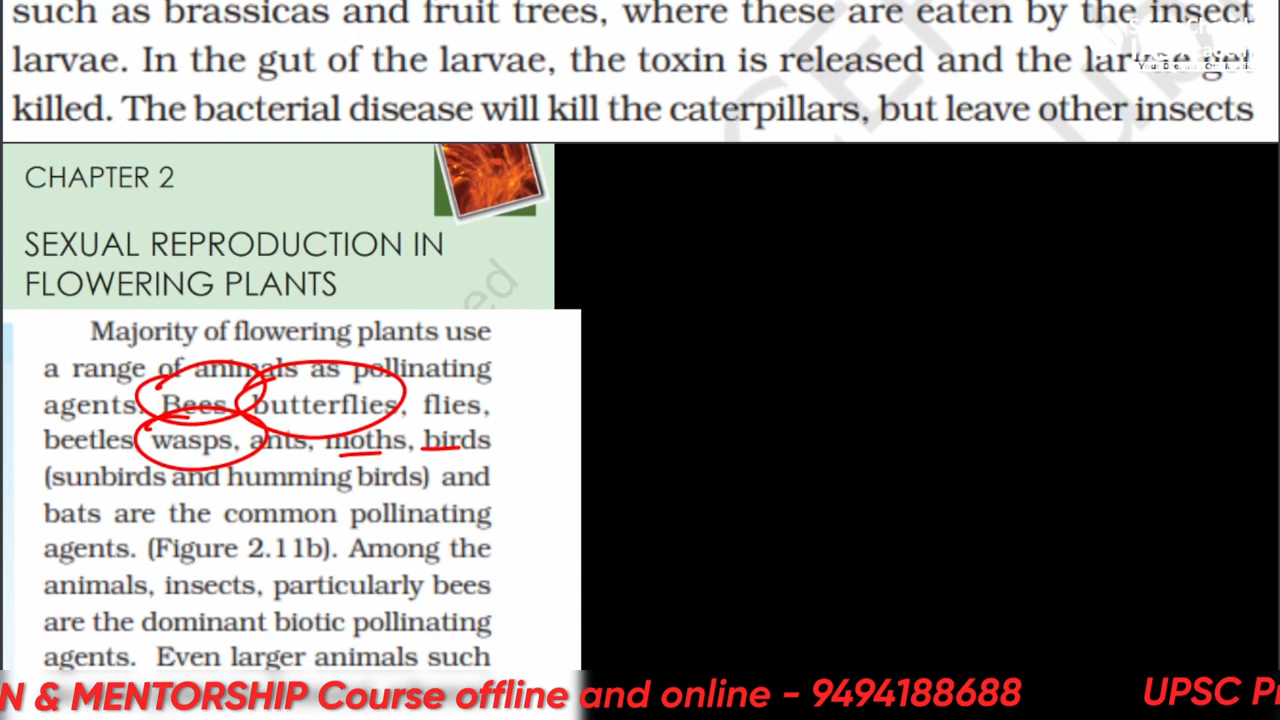 such as brassicas and fruit trees, where these are eaten by the insect
larvae. In the gut of the larvae, the toxin is released and the larvae get
killed. The bacterial disease will kill the caterpillars, but leave other insects
CHAPTER 2
SEXUAL REPRODUCTION IN
FLOWERING PLANTS
Majority of flowering plants use
a range of animals as pollinating
agents. Bees, butterflies, flies,
beetles, wasps, ants, moths, birds
(sunbirds and humming birds) and
bats are the common pollinating
agents. (Figure 2.11b). Among the
animals, insects, particularly bees
are the dominant biotic pollinating
agents. Even larger animals such
N & MENTORSHIP Course offline and online - 9494188688 UPSC